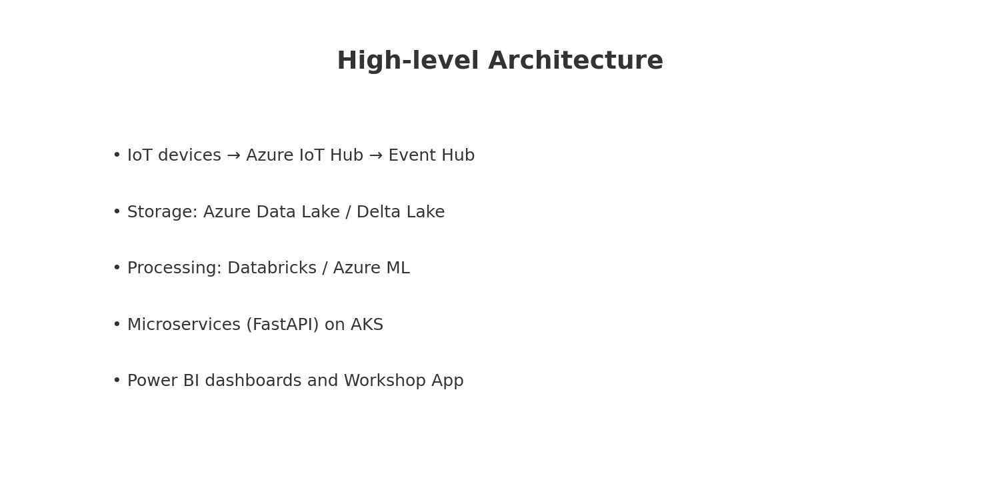 High-level Architecture
• IoT devices → Azure IoT Hub → Event Hub
• Storage: Azure Data Lake / Delta Lake
• Processing: Databricks / Azure ML
• Microservices (FastAPI) on AKS
• Power BI dashboards and Workshop App